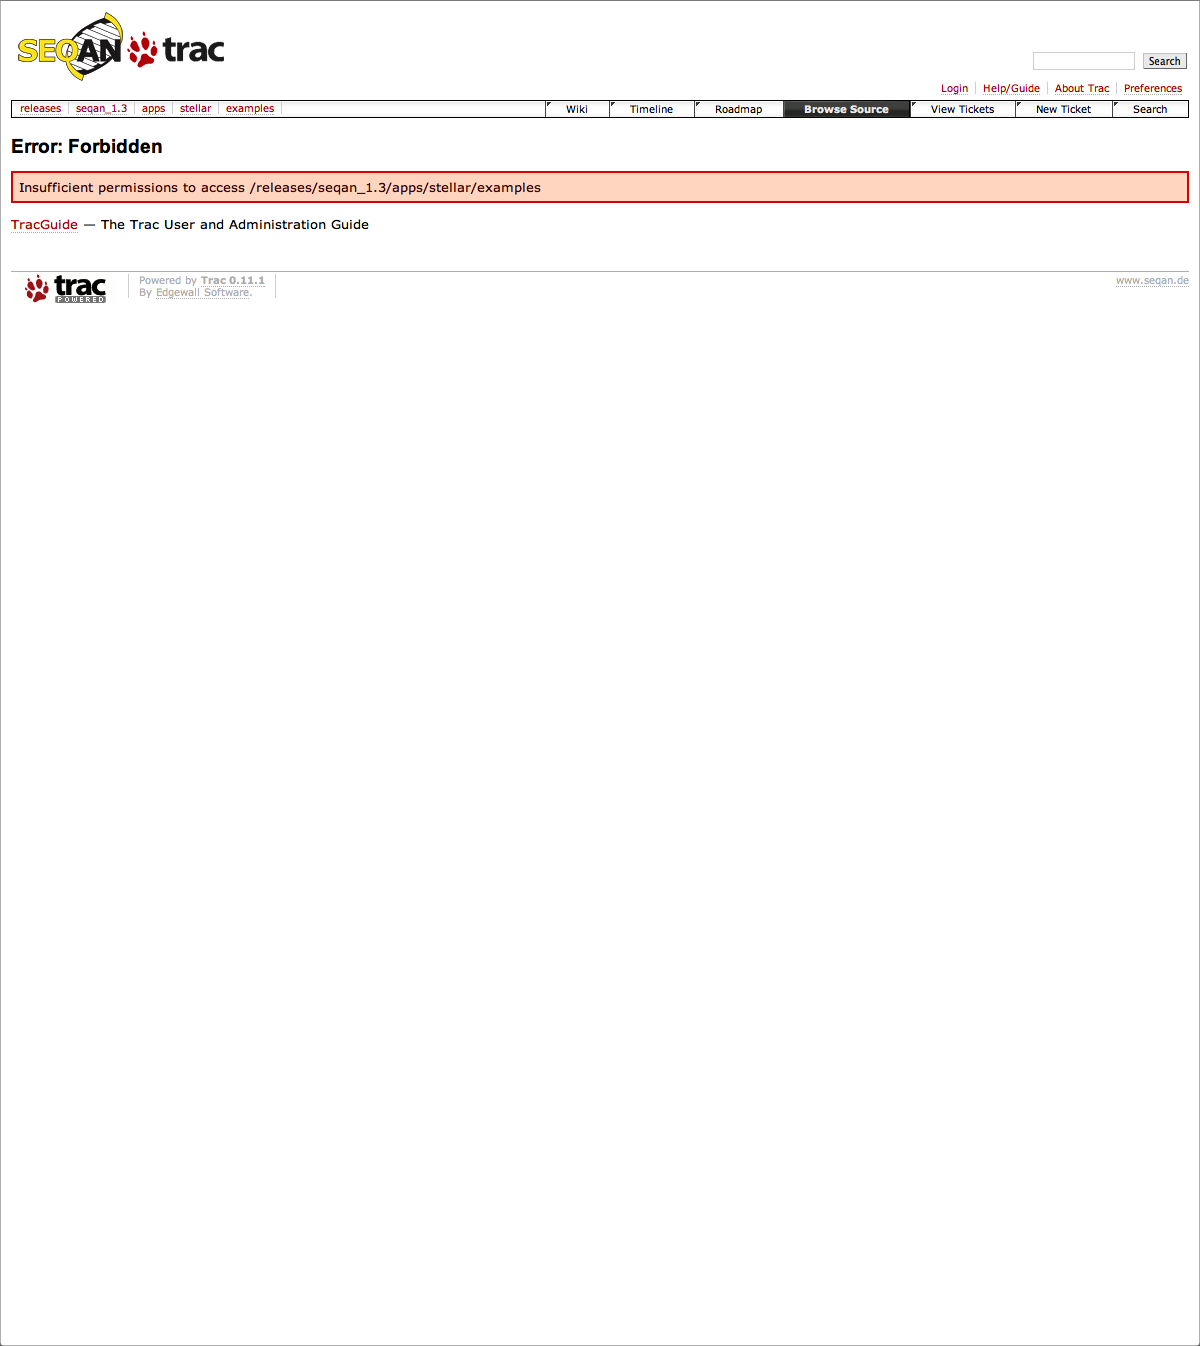 SEQAN trac
Search
Login Help/Guide About Trac Preferences
releases seqan_1.3 apps stellar examples Wiki Timeline Roadmap Browse Source View Tickets New Ticket Search
Error: Forbidden
Insufficient permissions to access /releases/seqan_1.3/apps/stellar/examples
TracGuide — The Trac User and Administration Guide
trac POWERED
Powered by Trac 0.11.1
By Edgewall Software.
www.seqan.de